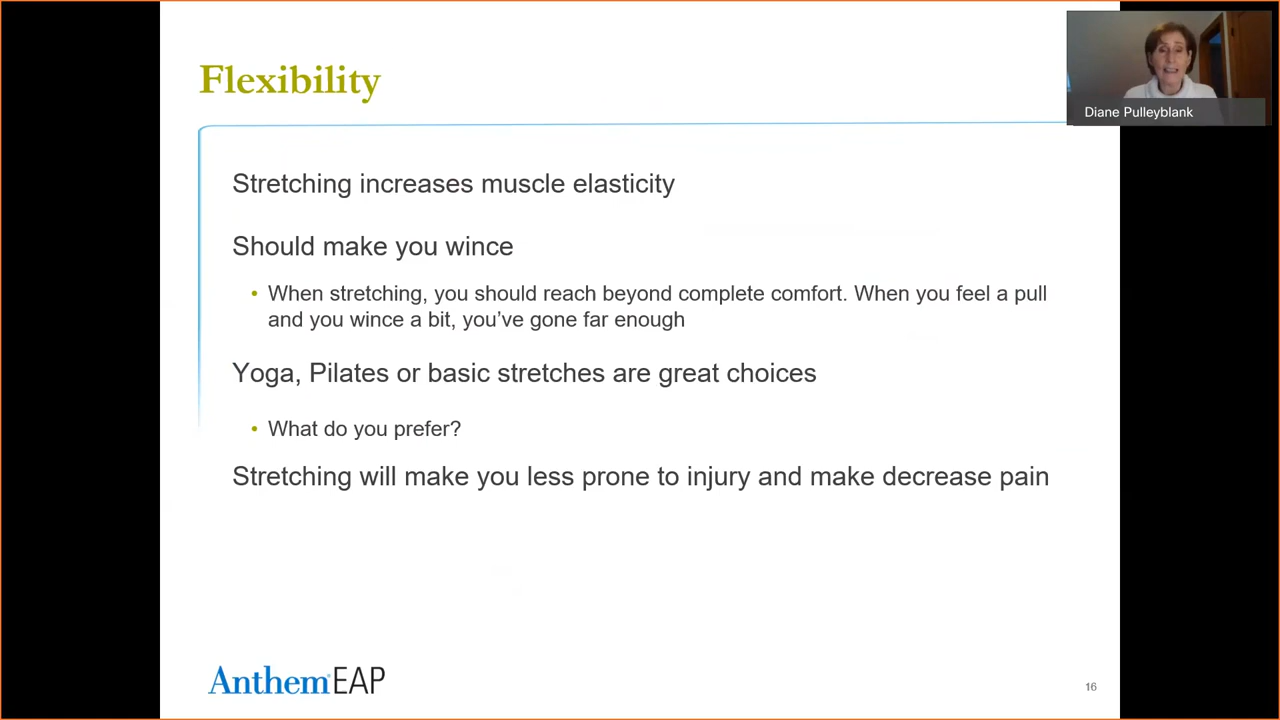 Flexibility
Diane Pulleyblank
Stretching increases muscle elasticity
Should make you wince
• When stretching, you should reach beyond complete comfort. When you feel a pull
and you wince a bit, you’ve gone far enough
Yoga, Pilates or basic stretches are great choices
• What do you prefer?
Stretching will make you less prone to injury and make decrease pain
Anthem EAP
16